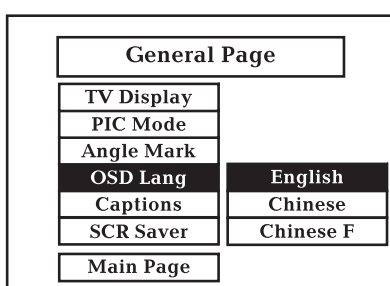 General Page
TV Display
PIC Mode
Angle Mark
OSD Lang English
Captions Chinese
SCR Saver Chinese F
Main Page